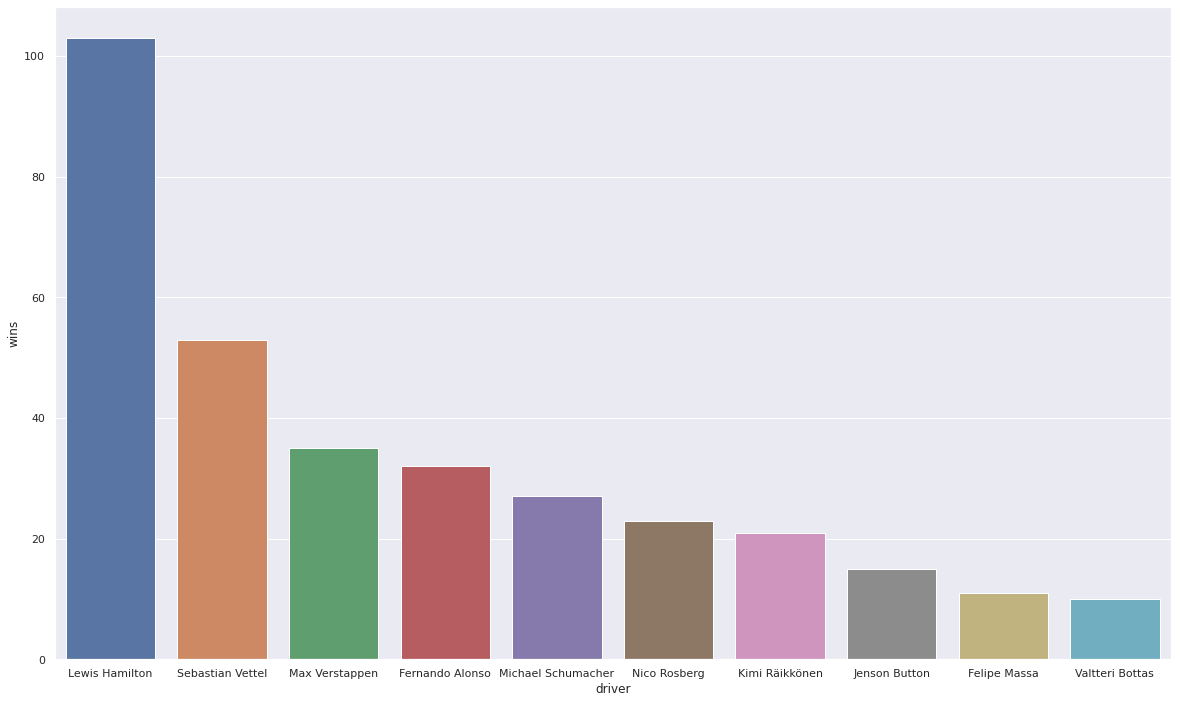 100
80
60
wins
40
20
0
Lewis Hamilton Sebastian Vettel Max Verstappen Fernando Alonso Michael Schumacher Nico Rosberg Kimi Räikkönen Jenson Button Felipe Massa Valtteri Bottas
driver